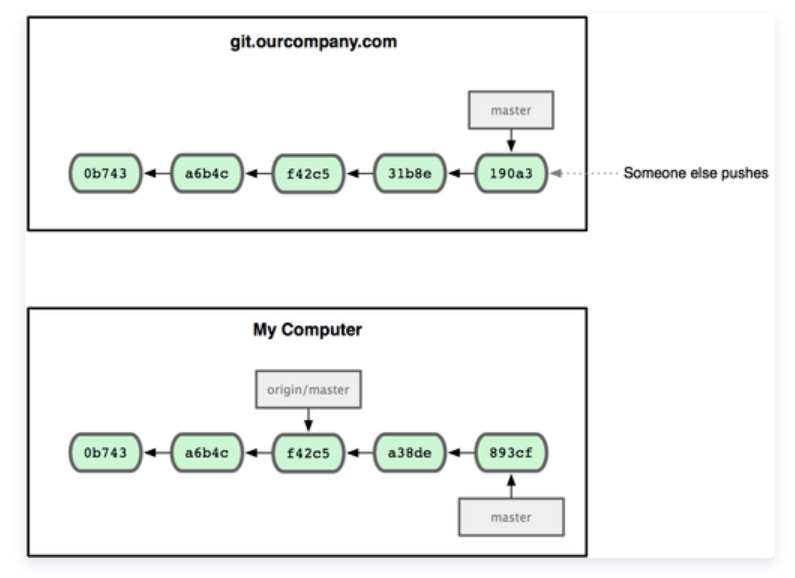 git.ourcompany.com
master
0b743 a6b4c f42c5 31b8e 190a3 Someone else pushes
My Computer
origin/master
0b743 a6b4c f42c5 a38de 893cf
master